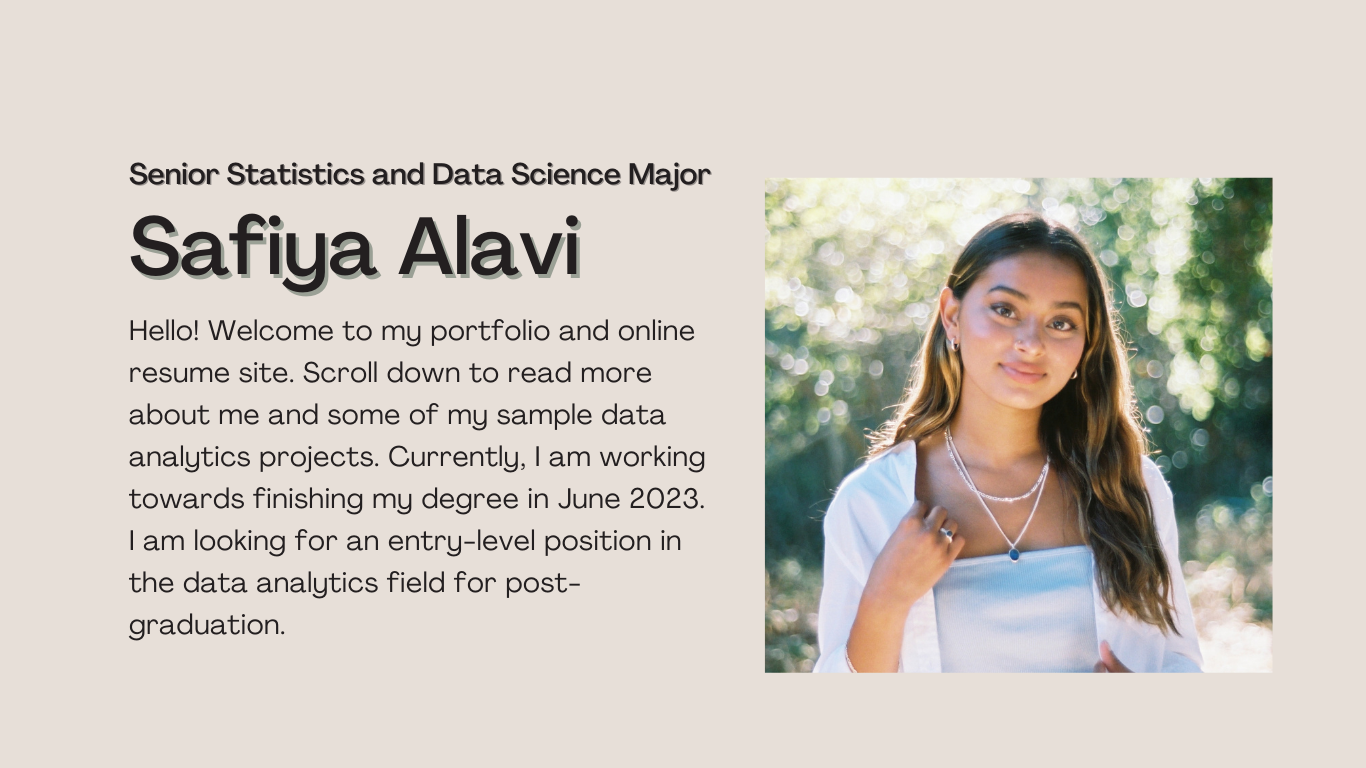 Senior Statistics and Data Science Major
Safiya Alavi
Hello! Welcome to my portfolio and online
resume site. Scroll down to read more
about me and some of my sample data
analytics projects. Currently, I am working
towards finishing my degree in June 2023.
I am looking for an entry-level position in
the data analytics field for post-
graduation.